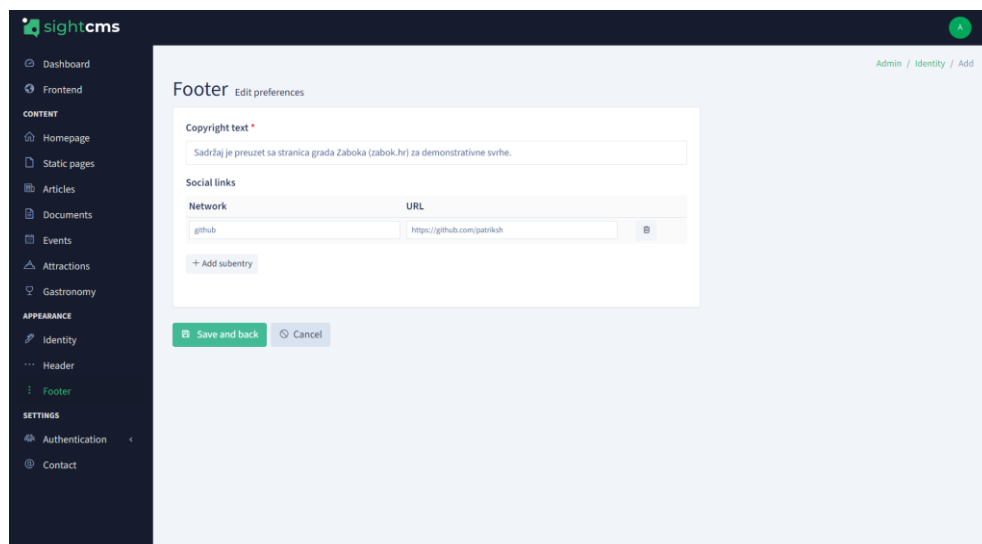 sightcms
A
Dashboard
Frontend
CONTENT
Homepage
Static pages
Articles
Documents
Events
Attractions
Gastronomy
APPEARANCE
Identity
Header
Footer
SETTINGS
Authentication
Contact
Admin / Identity / Add
Footer Edit preferences
Copyright text *
Sadržaj je preuzet sa stranica grada Zaboka (zabok.hr) za demonstrativne svrhe.
Social links
Network URL
github https://github.com/patriksh
+ Add subentry
Save and back Cancel